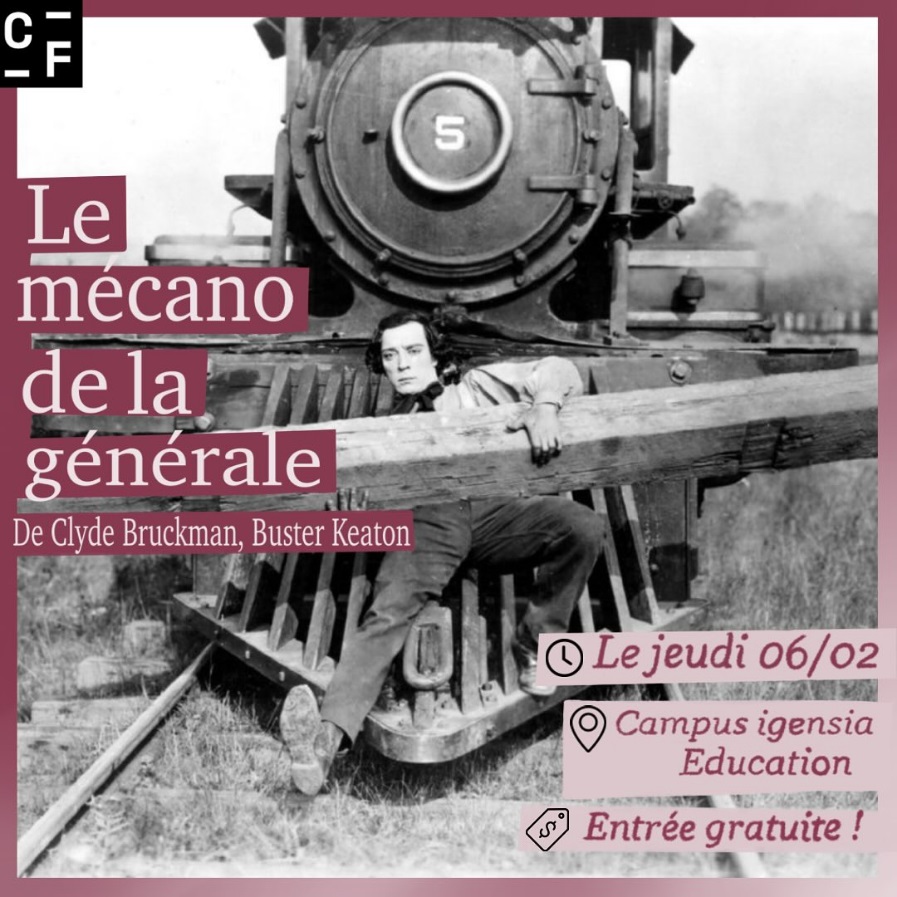 C
F
5
Le
mécano
de la
générale
De Clyde Bruckman, Buster Keaton
Le jeudi 06/02
Campus igensia
Education
Entrée gratuite !